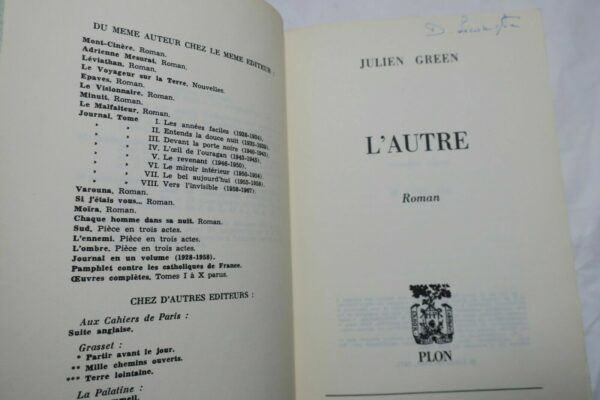 DU MEME AUTEUR CHEZ LE MEME EDITEUR :
Mont-Cinère. Roman.
Adrienne Mesurat. Roman.
Léviathan. Roman.
Le Voyageur sur la Terre. Nouvelles.
Epaves. Roman.
Le Visionnaire. Roman.
Minuit. Roman.
Le Malfaiteur. Roman.
Journal, Tome I. Les années faciles (1926-1934).
» » II. Entends la douce nuit (1935-1939).
» » III. Devant la porte noire (1940-1943).
» » IV. L'œil de l'ouragan (1943-1945).
» » V. Le revenant (1946-1950).
» » VI. Le miroir intérieur (1950-1954)
» » VII. Le bel aujourd'hui (1955-1958).
» » VIII. Vers l'invisible (1958-1967).
Varouna. Roman.
Si j'étais vous... Roman.
Moïra. Roman.
Chaque homme dans sa nuit. Roman.
Sud. Pièce en trois actes.
L'ennemi. Pièce en trois actes.
L'ombre. Pièce en trois actes.
Journal en un volume (1928-1958).
Pamphlet contre les catholiques de France.
Œuvres complètes, Tomes I à X parus.
CHEZ D'AUTRES EDITEURS :
Aux Cahiers de Paris :
Suite anglaise.
Grasset :
* Partir avant le jour.
** Mille chemins ouverts.
*** Terre lointaine.
La Palatine :
JULIEN GREEN
L'AUTRE
Roman
PLON